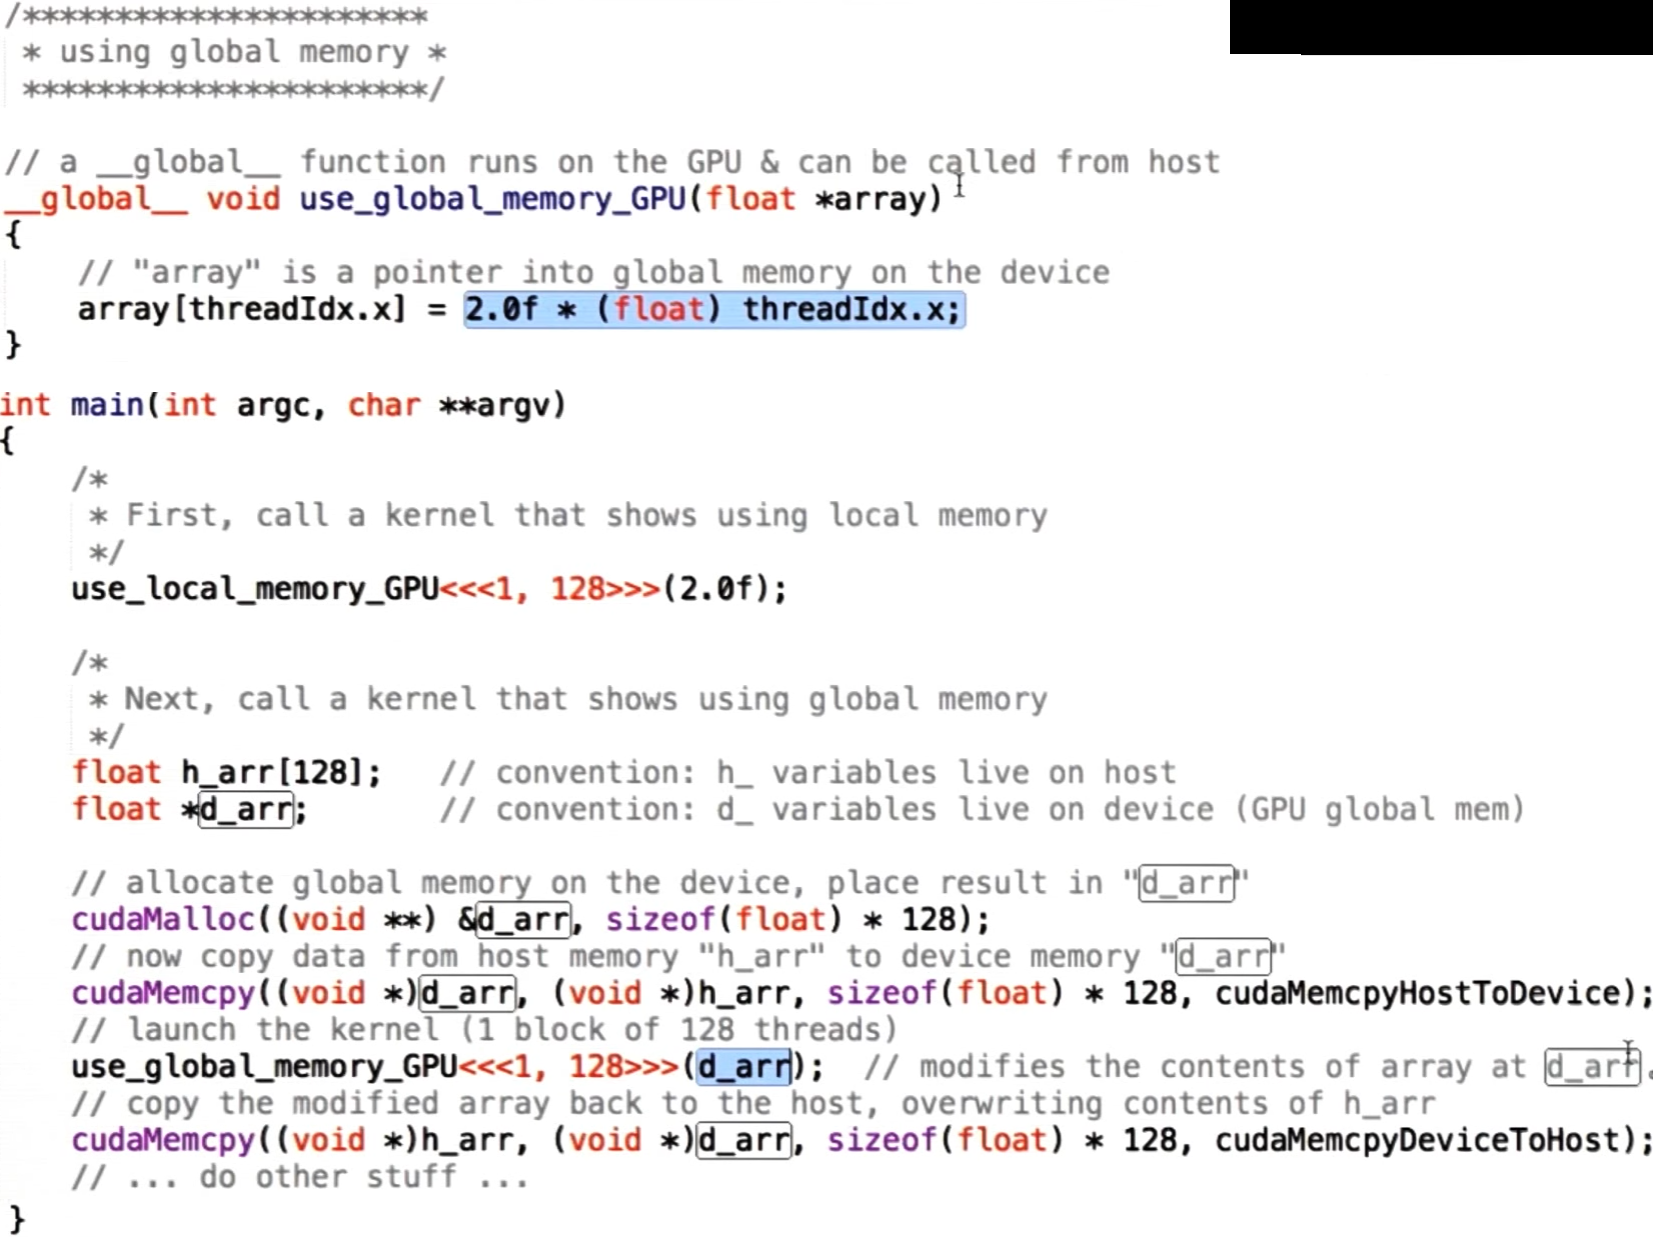 /**********************
* using global memory *
**********************/
// a __global__ function runs on the GPU & can be called from host
__global__ void use_global_memory_GPU(float *array)
{
// "array" is a pointer into global memory on the device
array[threadIdx.x] = 2.0f * (float) threadIdx.x;
}
int main(int argc, char **argv)
{
/*
* First, call a kernel that shows using local memory
*/
use_local_memory_GPU<<<1, 128>>>(2.0f);
/*
* Next, call a kernel that shows using global memory
*/
float h_arr[128];   // convention: h_ variables live on host
float *d_arr;       // convention: d_ variables live on device (GPU global mem)
// allocate global memory on the device, place result in "d_arr"
cudaMalloc((void **) &d_arr, sizeof(float) * 128);
// now copy data from host memory "h_arr" to device memory "d_arr"
cudaMemcpy((void *)d_arr, (void *)h_arr, sizeof(float) * 128, cudaMemcpyHostToDevice);
// launch the kernel (1 block of 128 threads)
use_global_memory_GPU<<<1, 128>>>(d_arr);  // modifies the contents of array at d_arr.
// copy the modified array back to the host, overwriting contents of h_arr
cudaMemcpy((void *)h_arr, (void *)d_arr, sizeof(float) * 128, cudaMemcpyDeviceToHost);
// ... do other stuff ...
}